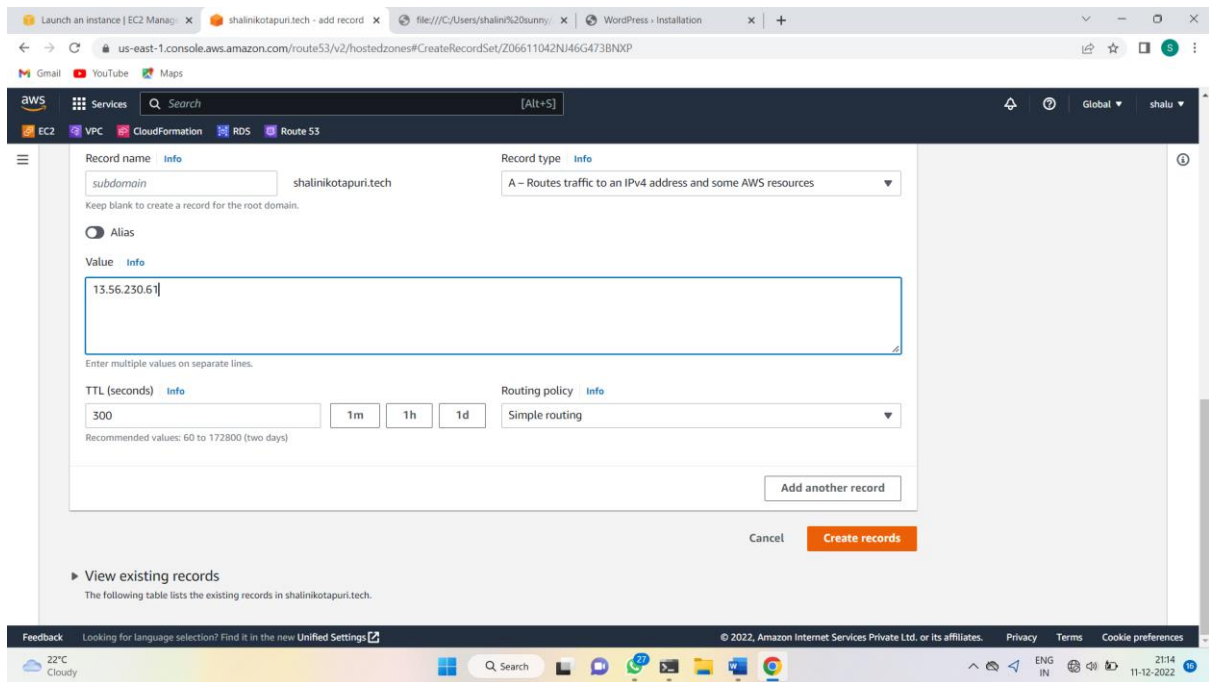 Launch an instance | EC2 Manag
shalinikotapuri.tech - add record
file:///C:/Users/shalini%20sunny/
WordPress › Installation
us-east-1.console.aws.amazon.com/route53/v2/hostedzones#CreateRecordSet/Z06611042NJ46G473BNXP
S
Gmail YouTube Maps
aws Services Search [Alt+S] Global shalu
EC2 VPC CloudFormation RDS Route 53
Record name Info Record type Info
subdomain shalinikotapuri.tech A – Routes traffic to an IPv4 address and some AWS resources
Keep blank to create a record for the root domain.
Alias
Value Info
13.56.230.61
Enter multiple values on separate lines.
TTL (seconds) Info Routing policy Info
300 1m 1h 1d Simple routing
Recommended values: 60 to 172800 (two days)
Add another record
Cancel Create records
View existing records
The following table lists the existing records in shalinikotapuri.tech.
Feedback Looking for language selection? Find it in the new Unified Settings © 2022, Amazon Internet Services Private Ltd. or its affiliates. Privacy Terms Cookie preferences
22°C Search 27 ENG 21:14
Cloudy IN 11-12-2022 16